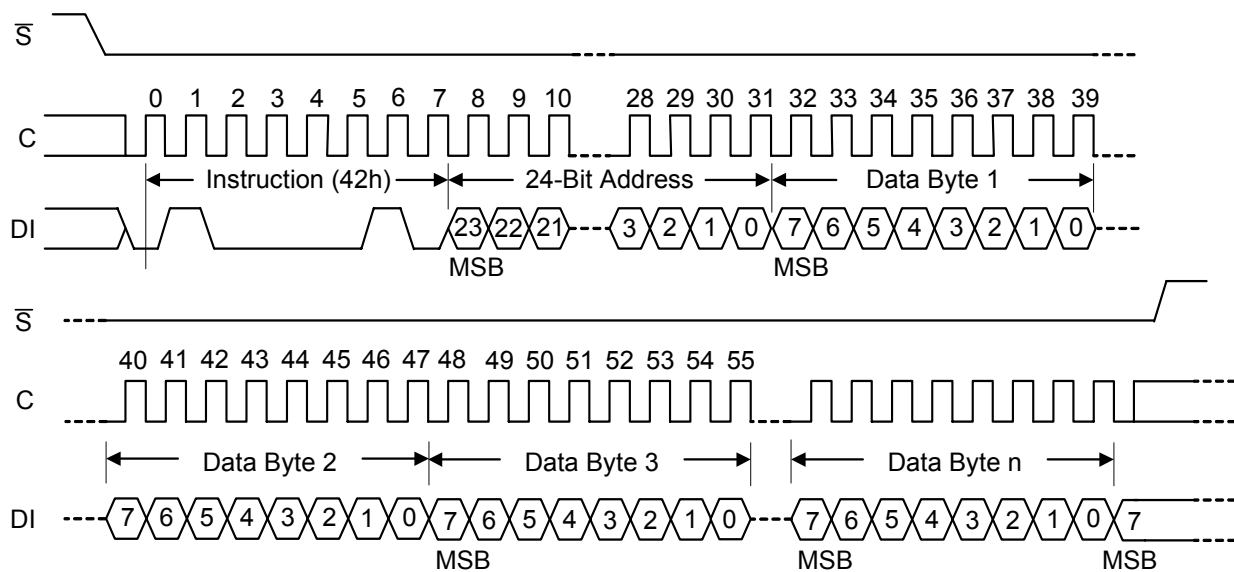 S
0 1 2 3 4 5 6 7 8 9 10 28 29 30 31 32 33 34 35 36 37 38 39
C
Instruction (42h) 24-Bit Address Data Byte 1
DI 23 22 21 3 2 1 0 7 6 5 4 3 2 1 0
MSB MSB
S
40 41 42 43 44 45 46 47 48 49 50 51 52 53 54 55
C
Data Byte 2 Data Byte 3 Data Byte n
DI 7 6 5 4 3 2 1 0 7 6 5 4 3 2 1 0 7 6 5 4 3 2 1 0 7
MSB MSB MSB